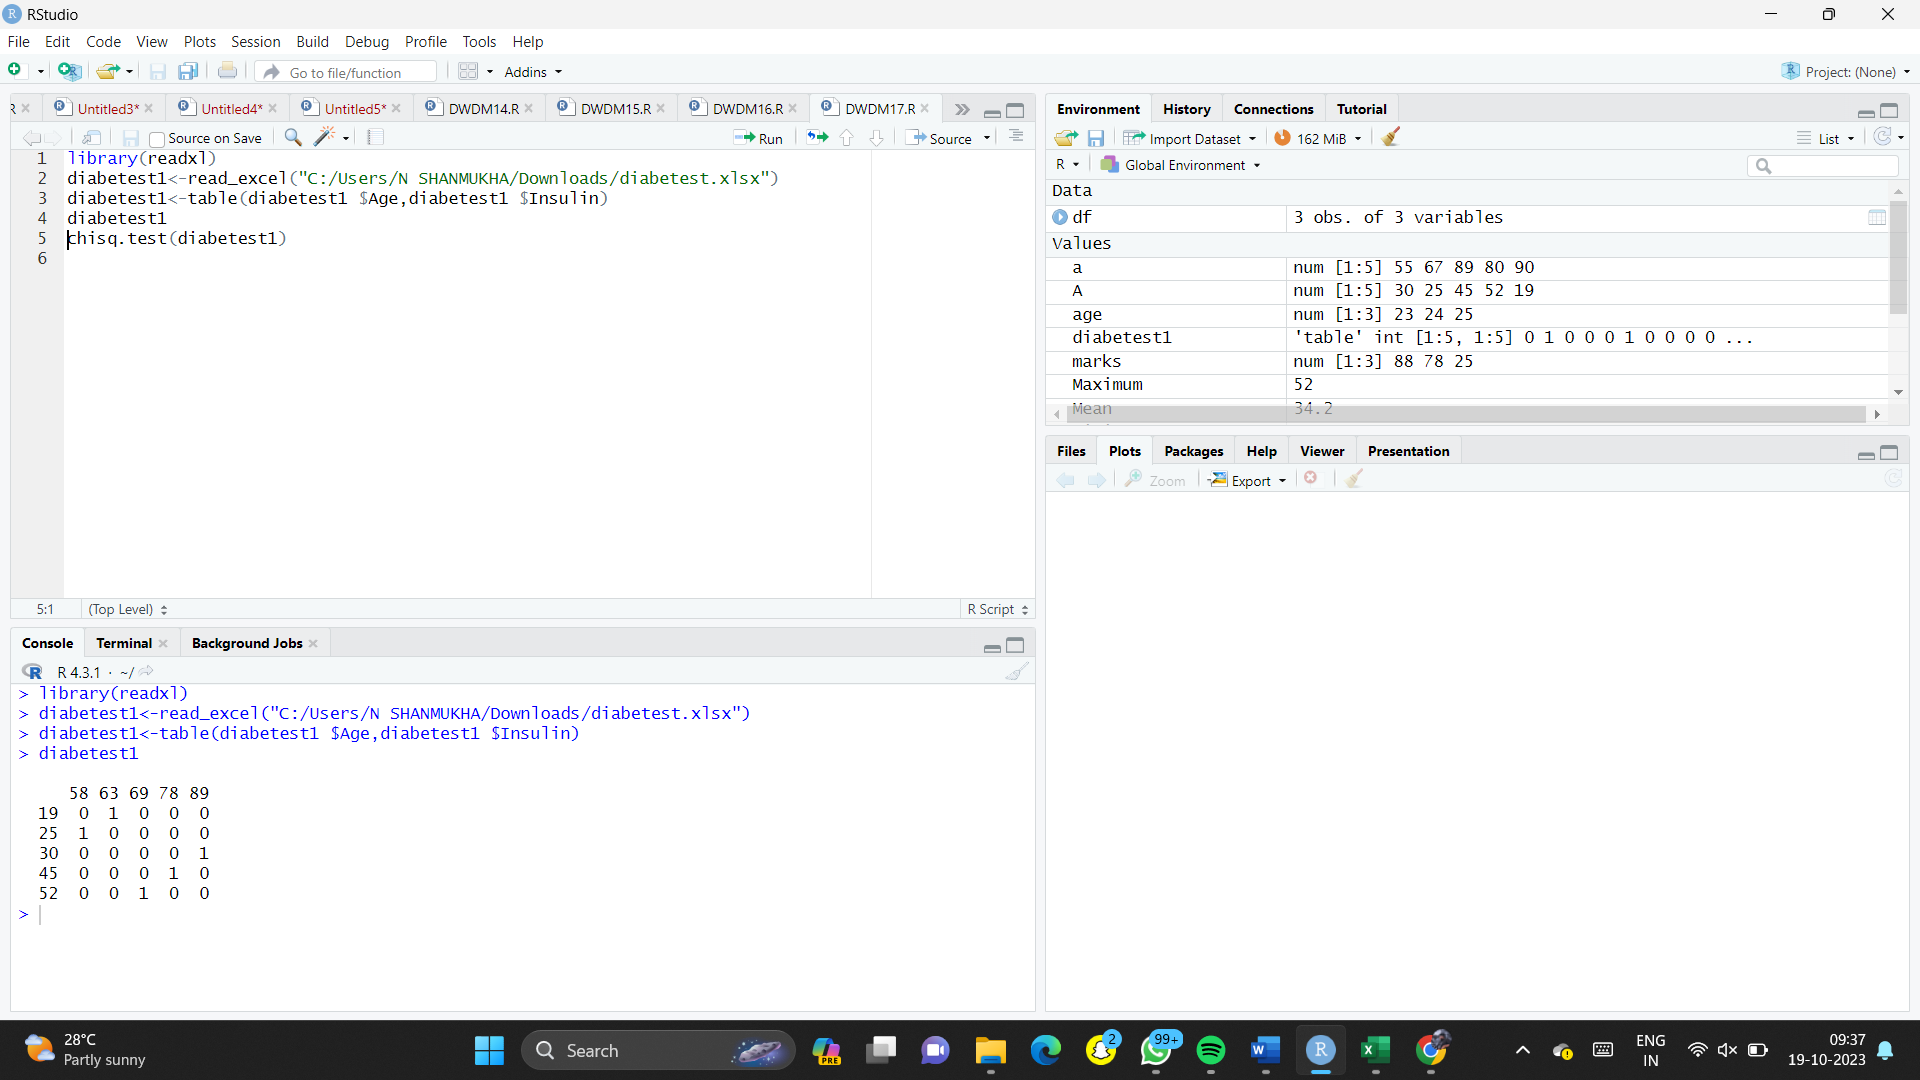 RStudio
File Edit Code View Plots Session Build Debug Profile Tools Help
Go to file/function Addins Project: (None)
R Untitled3* Untitled4* Untitled5* DWDM14.R DWDM15.R DWDM16.R DWDM17.R
Source on Save Run Source
1 library(readxl)
2 diabetest1<-read_excel("C:/Users/N SHANMUKHA/Downloads/diabetest.xlsx")
3 diabetest1<-table(diabetest1 $Age,diabetest1 $Insulin)
4 diabetest1
5 chisq.test(diabetest1)
6
5:1 (Top Level) R Script
Console Terminal Background Jobs
R 4.3.1 · ~/
> library(readxl)
> diabetest1<-read_excel("C:/Users/N SHANMUKHA/Downloads/diabetest.xlsx")
> diabetest1<-table(diabetest1 $Age,diabetest1 $Insulin)
> diabetest1
58 63 69 78 89
19 0 1 0 0 0
25 1 0 0 0 0
30 0 0 0 0 1
45 0 0 0 1 0
52 0 0 1 0 0
>
Environment History Connections Tutorial
Import Dataset 162 MiB List
R Global Environment
Data
df 3 obs. of 3 variables
Values
a num [1:5] 55 67 89 80 90
A num [1:5] 30 25 45 52 19
age num [1:3] 23 24 25
diabetest1 'table' int [1:5, 1:5] 0 1 0 0 0 1 0 0 0 0 ...
marks num [1:3] 88 78 25
Maximum 52
Mean 34.2
Files Plots Packages Help Viewer Presentation
Zoom Export
28°C
Partly sunny
Search PRE 2 99+
ENG
IN
09:37
19-10-2023